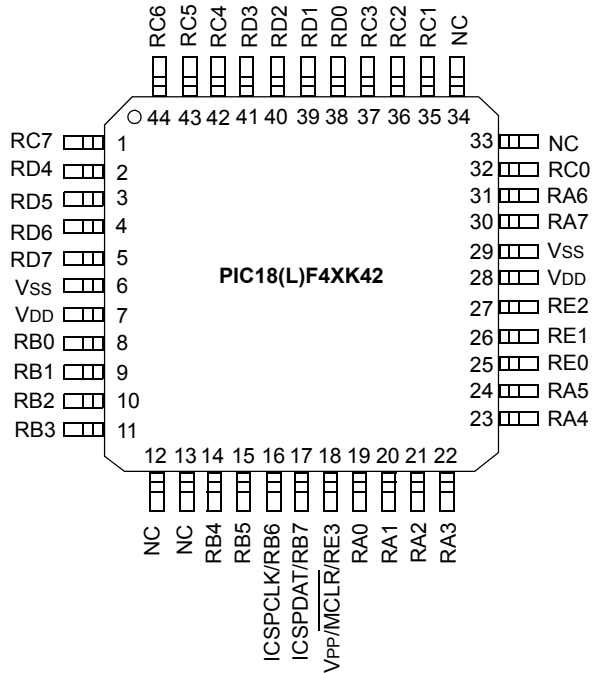 RC6
RC5
RC4
RD3
RD2
RD1
RD0
RC3
RC2
RC1
NC
44 43 42 41 40 39 38 37 36 35 34
RC7 1
RD4 2
RD5 3
RD6 4
RD7 5
VSS 6
VDD 7
RB0 8
RB1 9
RB2 10
RB3 11
PIC18(L)F4XK42
33 NC
32 RC0
31 RA6
30 RA7
29 VSS
28 VDD
27 RE2
26 RE1
25 RE0
24 RA5
23 RA4
12 13 14 15 16 17 18 19 20 21 22
NC
NC
RB4
RB5
ICSPCLK/RB6
ICSPDAT/RB7
VPP/MCLR/RE3
RA0
RA1
RA2
RA3